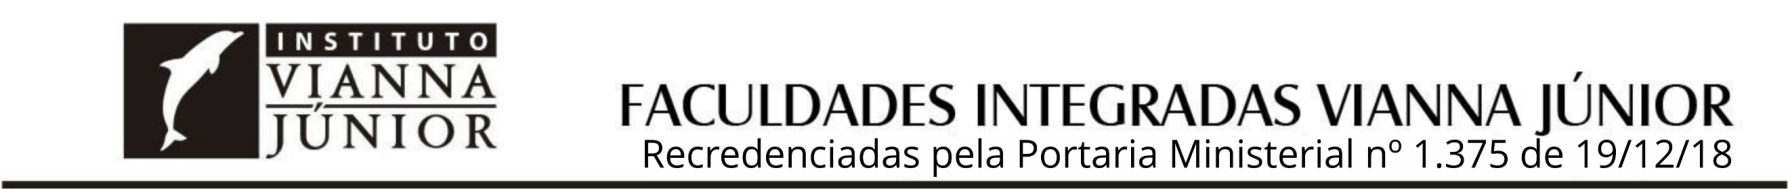 INSTITUTO
VIANNA
JÚNIOR
FACULDADES INTEGRADAS VIANNA JÚNIOR
Recredenciadas pela Portaria Ministerial nº 1.375 de 19/12/18